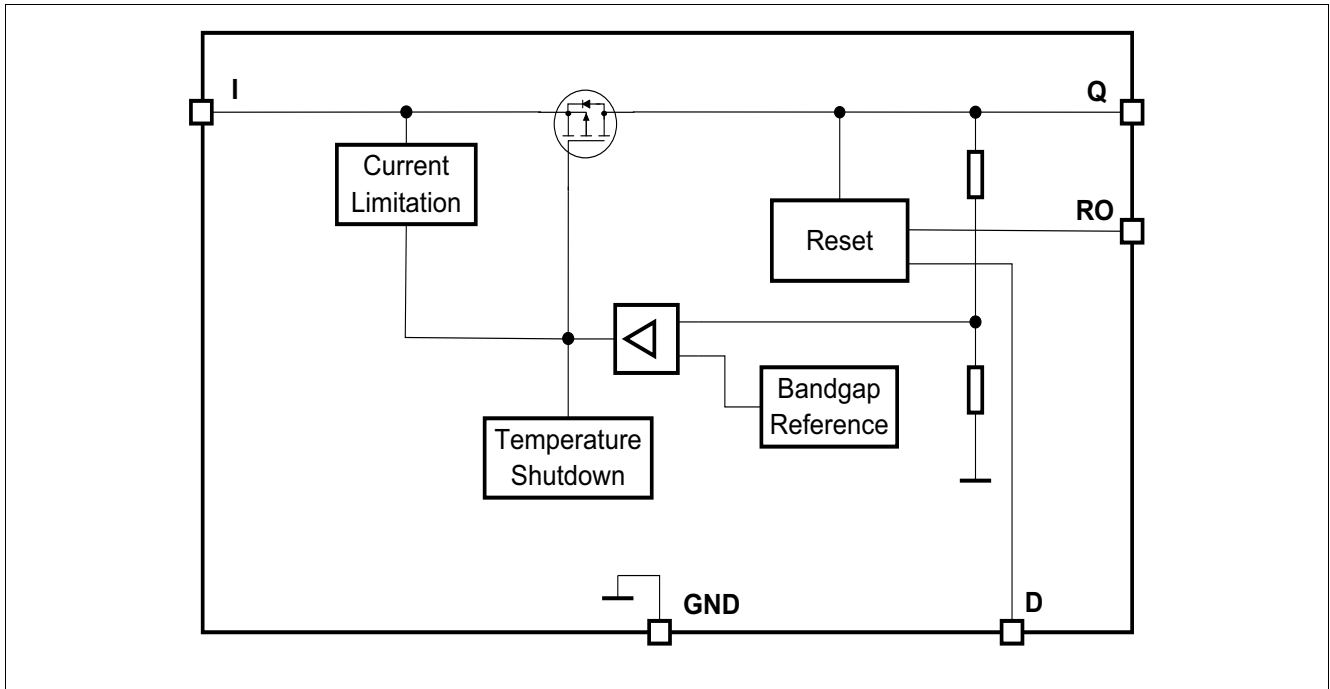 I
Q
Current
Limitation
RO
Reset
Bandgap
Reference
Temperature
Shutdown
GND
D